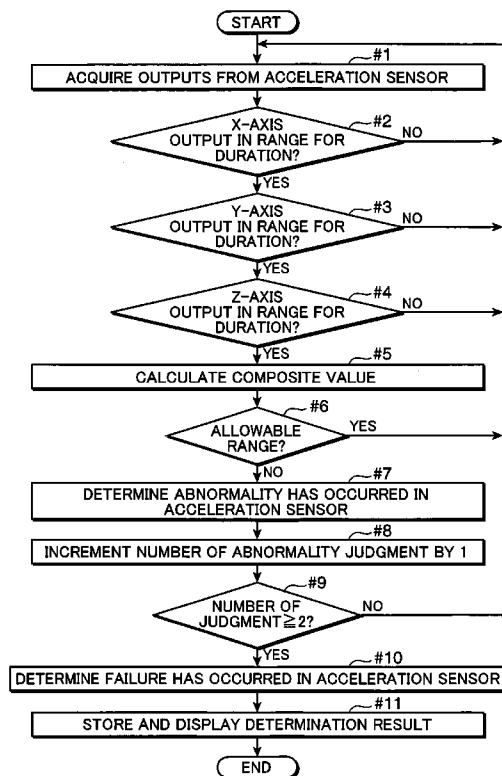 START
#1
ACQUIRE OUTPUTS FROM ACCELERATION SENSOR
#2
X-AXIS
OUTPUT IN RANGE FOR
DURATION?
NO
YES
#3
Y-AXIS
OUTPUT IN RANGE FOR
DURATION?
NO
YES
#4
Z-AXIS
OUTPUT IN RANGE FOR
DURATION?
NO
YES
#5
CALCULATE COMPOSITE VALUE
#6
ALLOWABLE
RANGE?
YES
NO
#7
DETERMINE ABNORMALITY HAS OCCURRED IN
ACCELERATION SENSOR
#8
INCREMENT NUMBER OF ABNORMALITY JUDGMENT BY 1
#9
NUMBER OF
JUDGMENT≧2?
NO
YES
#10
DETERMINE FAILURE HAS OCCURRED IN ACCELERATION SENSOR
#11
STORE AND DISPLAY DETERMINATION RESULT
END